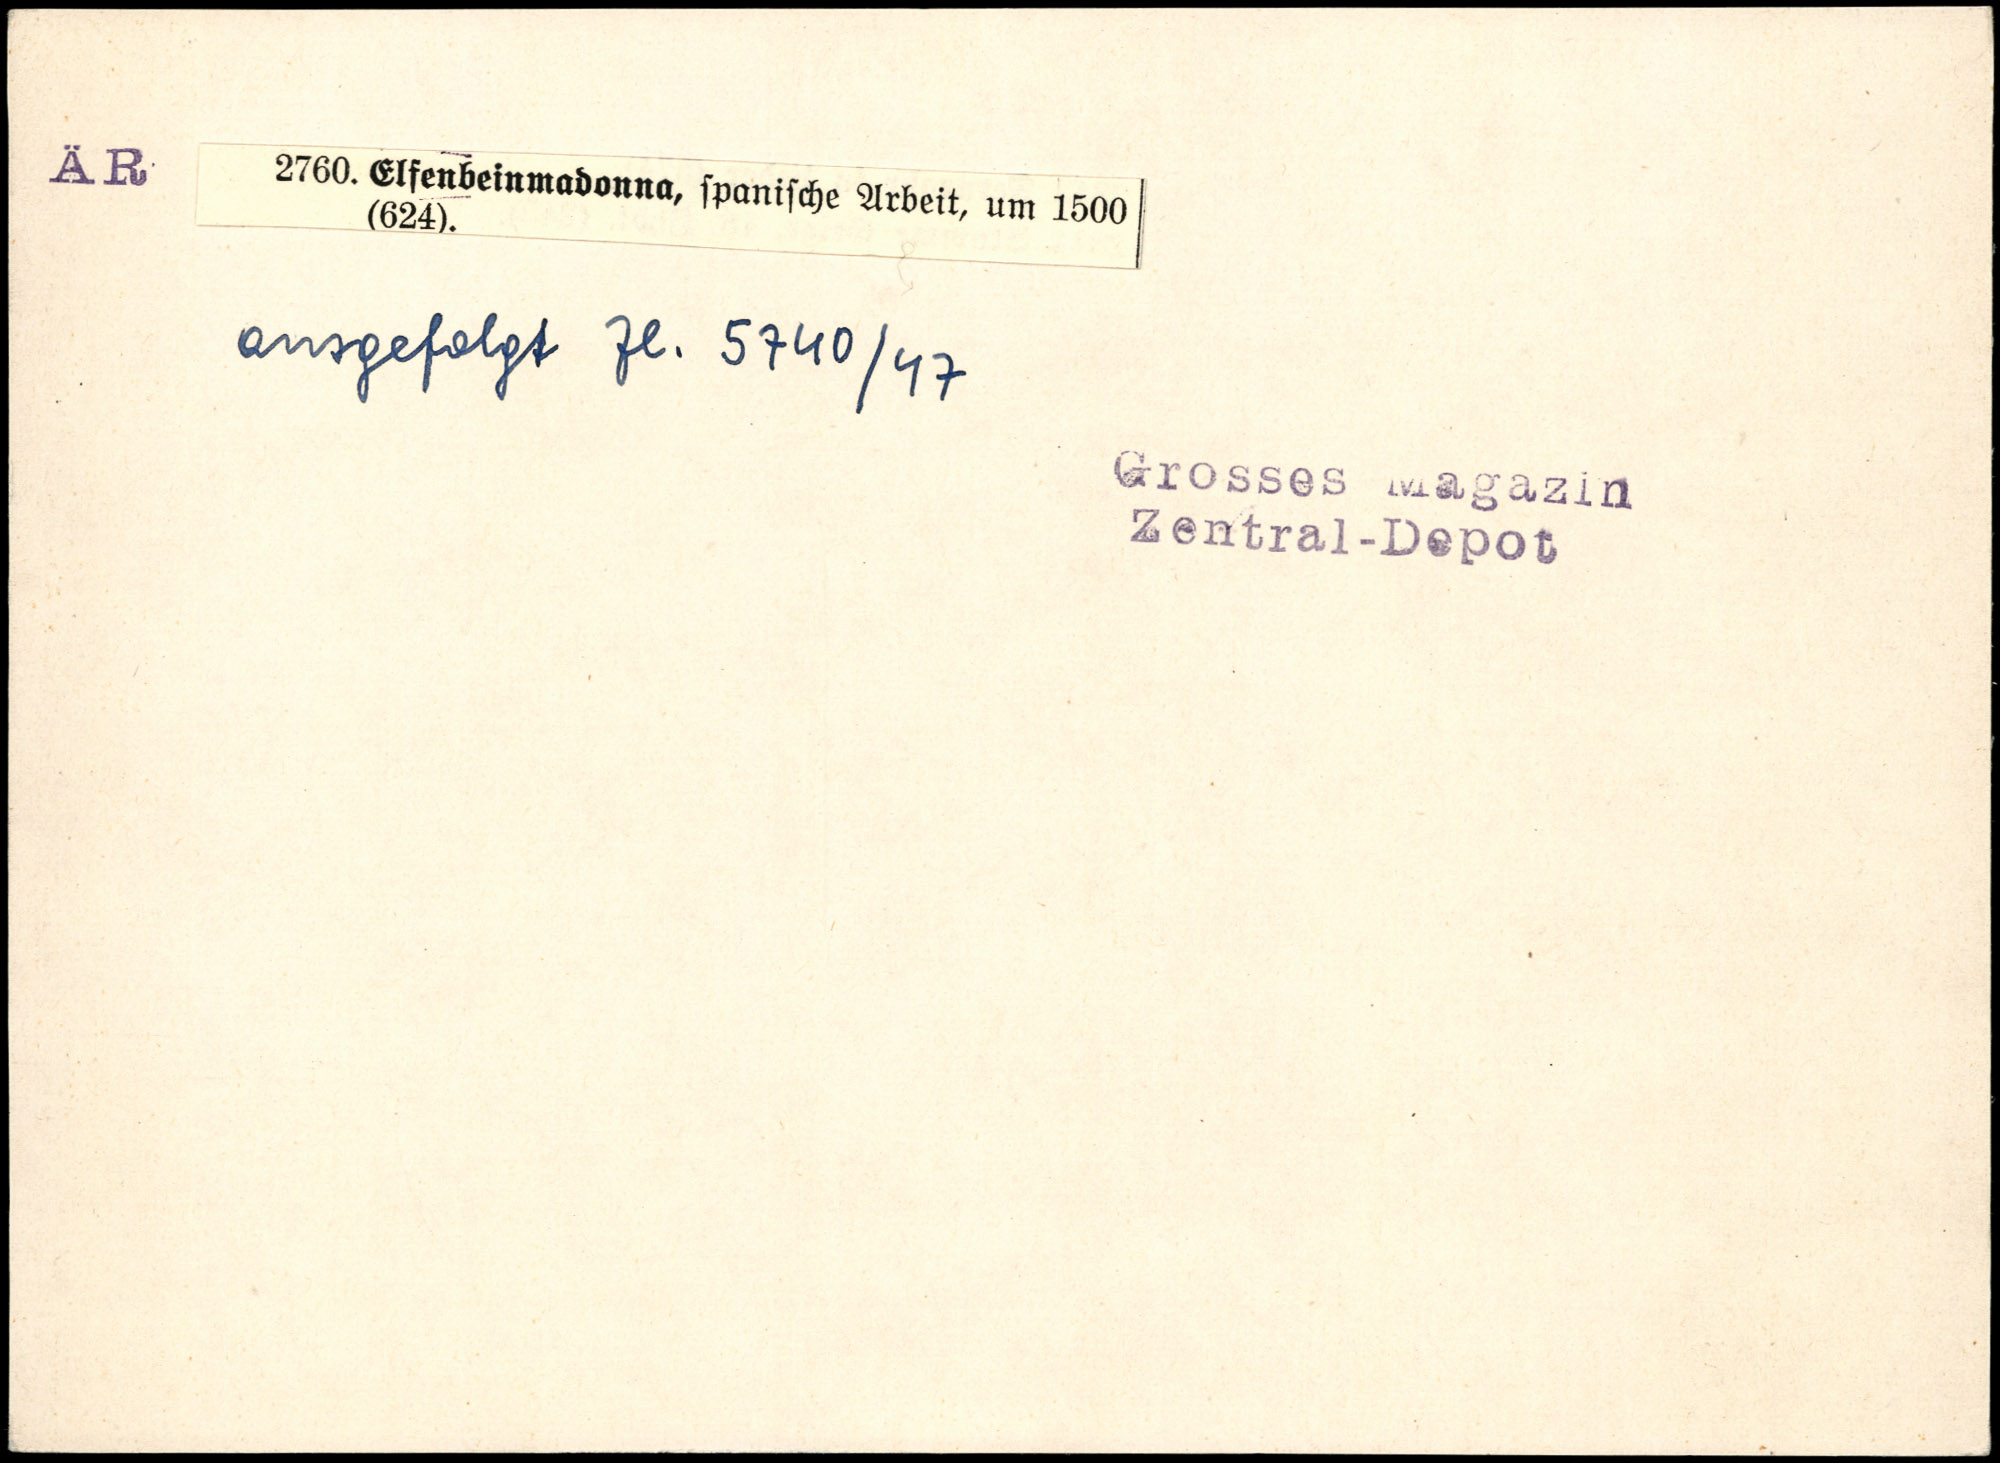 ÄR
2760. Elfenbeinmadonna, ſpaniſche Arbeit, um 1500
(624).
ausgefolgt Zl. 5740/47
Grosses Magazin
Zentral-Depot